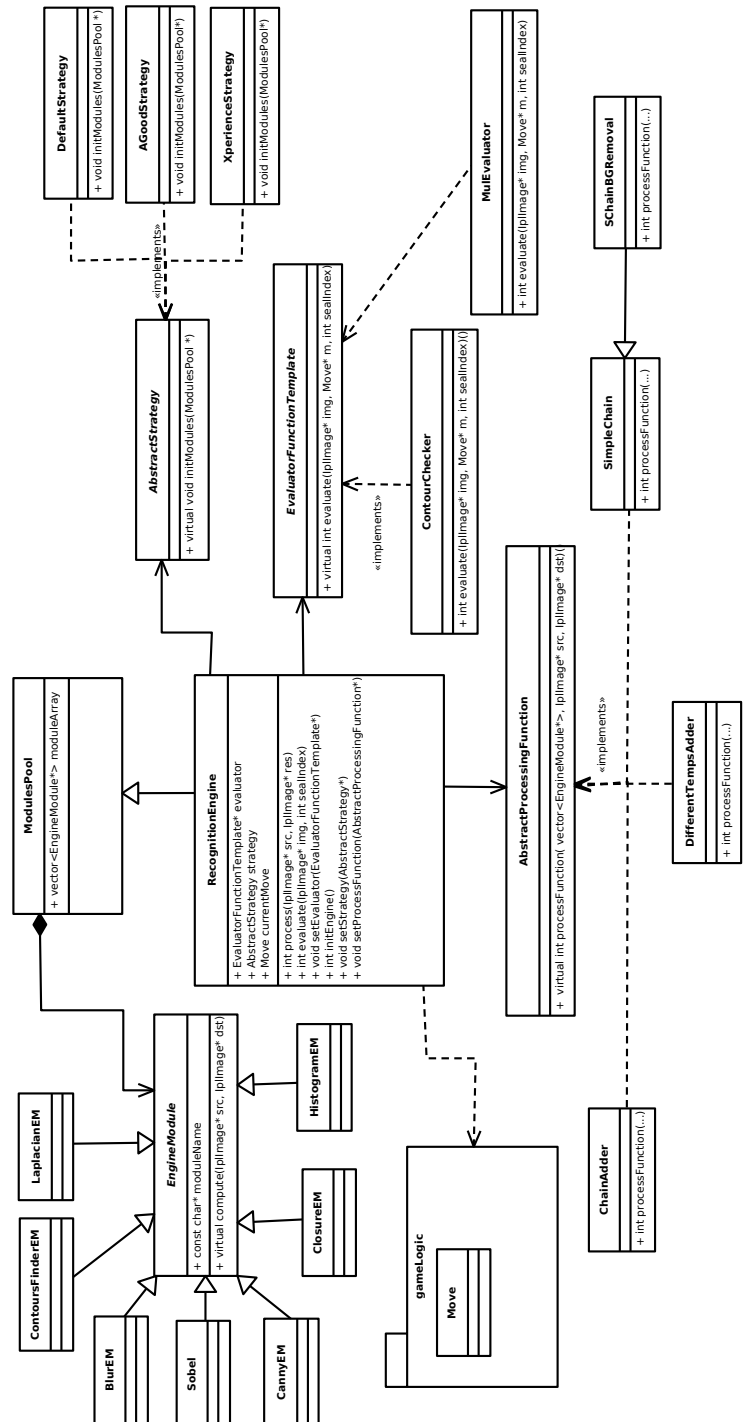 DefaultStrategy
+ void initModules(ModulesPool *)
AGoodStrategy
+ void initModules(ModulesPool*)
XperienceStrategy
+ void initModules(ModulesPool*)
«implements»
AbstractStrategy
+ virtual void initModules(ModulesPool *)
MulEvaluator
+ int evaluate(IplImage* img, Move* m, int sealIndex)
EvaluatorFunctionTemplate
+ virtual int evaluate(IplImage* img, Move* m, int sealIndex)
«implements»
ContourChecker
+ int evaluate(IplImage* img, Move* m, int sealIndex)()
SChainBGRemoval
+ int processFunction(...)
SimpleChain
+ int processFunction(...)
ModulesPool
+ vector<EngineModule*> moduleArray
RecognitionEngine
+ EvaluatorFunctionTemplate* evaluator
+ AbstractStrategy strategy
+ Move currentMove
+ int process(IplImage* src, IplImage* res)
+ int evaluate(IplImage* img, int sealIndex)
+ void setEvaluator(EvaluatorFunctionTemplate*)
+ int initEngine()
+ void setStrategy(AbstractStrategy*)
+ void setProcessFunction(AbstractProcessingFunction*)
AbstractProcessingFunction
+ virtual int processFunction( vector<EngineModule*>, IplImage* src, IplImage* dst)()
«implements»
DifferentTempsAdder
+ int processFunction(...)
ChainAdder
+ int processFunction(...)
EngineModule
+ const char* moduleName
+ virtual compute(IplImage* src, IplImage* dst)
LaplacianEM
ContoursFinderEM
BlurEM
Sobel
CannyEM
ClosureEM
HistogramEM
gameLogic
Move